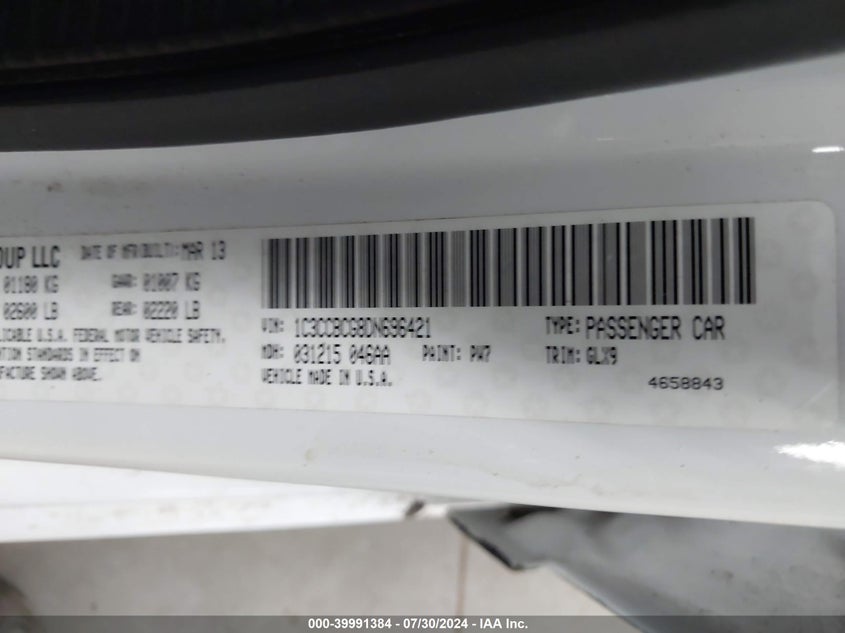 OUP LLC DATE OF MFR(BUILT): MAR 13
01180 KG GAWR: 01007 KG
02600 LB REAR: 02220 LB
LICABLE U.S.A. FEDERAL MOTOR VEHICLE SAFETY,
NTION STANDARDS IN EFFECT ON
FACTURE SHOWN ABOVE.
VIN: 1C3CCBCG8DN696421 TYPE: PASSENGER CAR
MDH: 031215 046AA PAINT: PW7 TRIM: GLX9
VEHICLE MADE IN U.S.A.
4658843
000-39991384 / 07/30/2024 - IAA Inc.